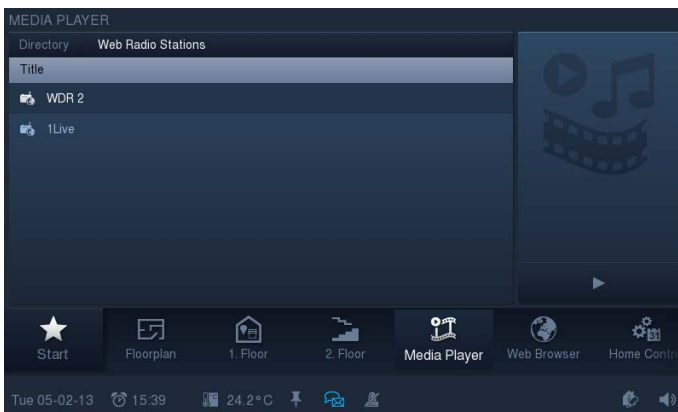 MEDIA PLAYER
Directory Web Radio Stations
Title
WDR 2
1Live
Start Floorplan 1. Floor 2. Floor Media Player Web Browser Home Contr
31
Tue 05-02-13 15:39 24.2°C